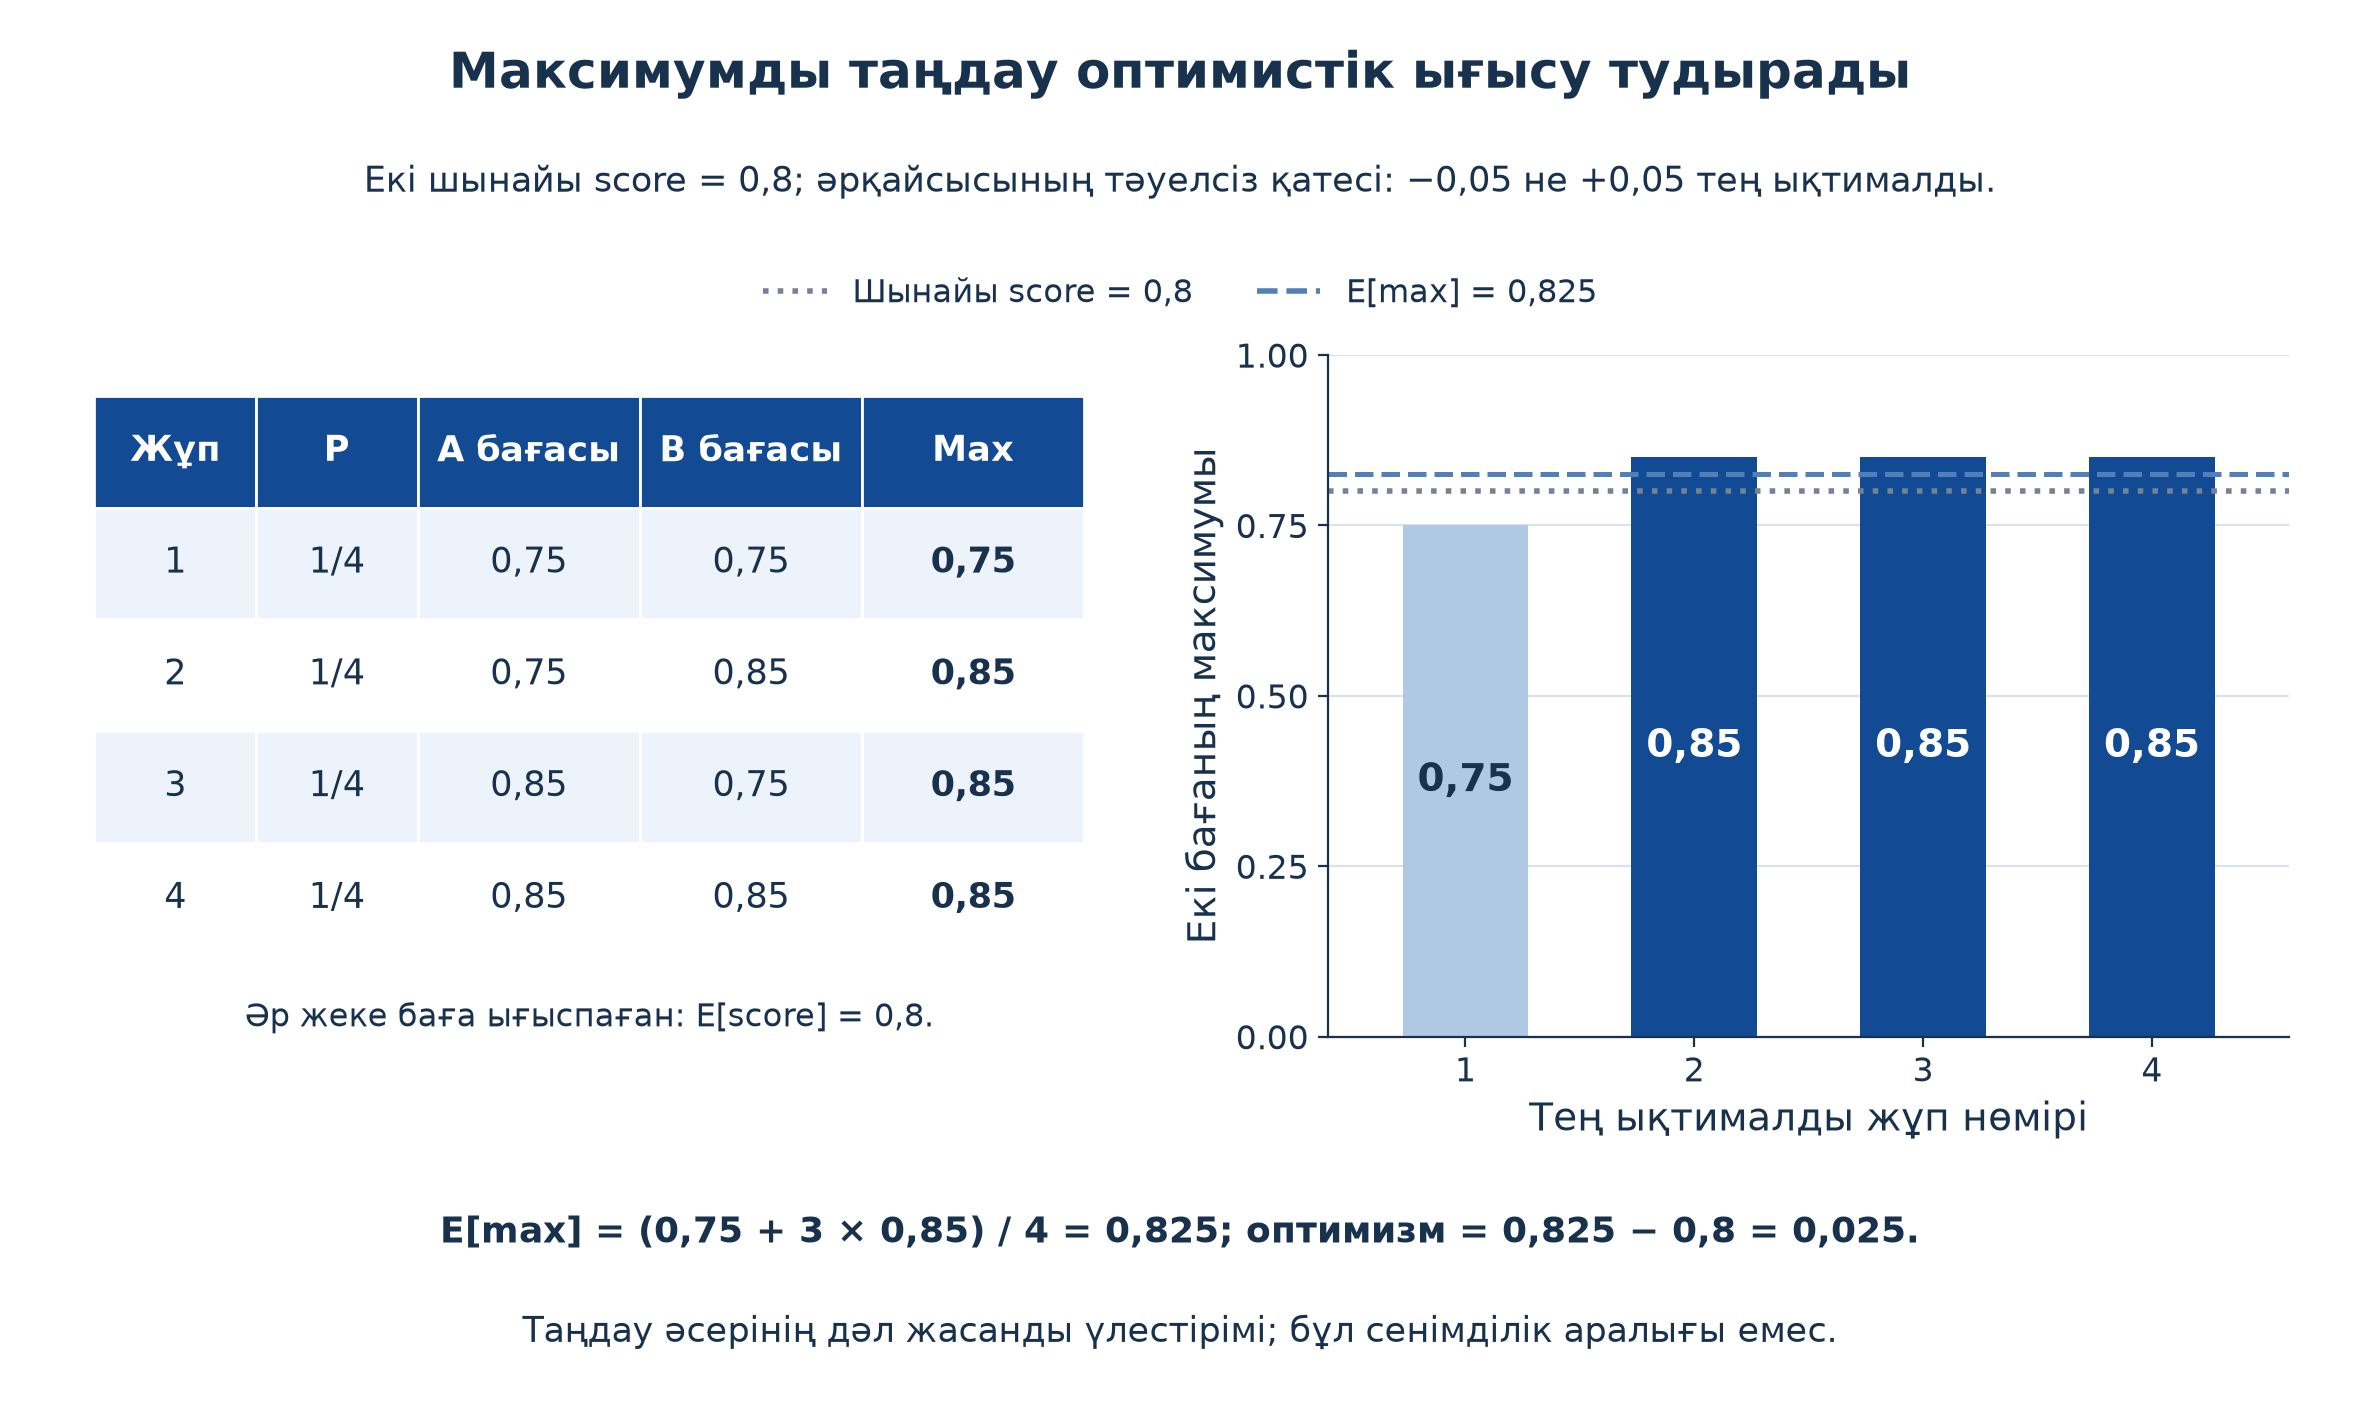 Максимумды таңдау оптимистік ығысу тудырады
Екі шынайы score = 0,8; әрқайсысының тәуелсіз қатесі: −0,05 не +0,05 тең ықтималды.
Шынайы score = 0,8
E[max] = 0,825
Жұп P A бағасы B бағасы Max
1 1/4 0,75 0,75 0,75
2 1/4 0,75 0,85 0,85
3 1/4 0,85 0,75 0,85
4 1/4 0,85 0,85 0,85
Әр жеке баға ығыспаған: E[score] = 0,8.
Екі бағаның максимумы
1.00
0.75
0.50
0.25
0.00
0,75 0,85 0,85 0,85
1 2 3 4
Тең ықтималды жұп нөмірі
E[max] = (0,75 + 3 × 0,85) / 4 = 0,825; оптимизм = 0,825 − 0,8 = 0,025.
Таңдау әсерінің дәл жасанды үлестірімі; бұл сенімділік аралығы емес.